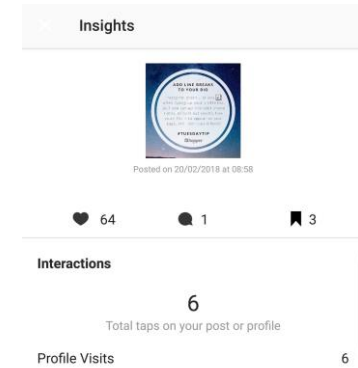 Insights
ADD LINE BREAKS
TO YOUR BIO
#TUESDAYTIP
Posted on 20/02/2018 at 08:58
64
1
3
Interactions
6
Total taps on your post or profile
Profile Visits 6